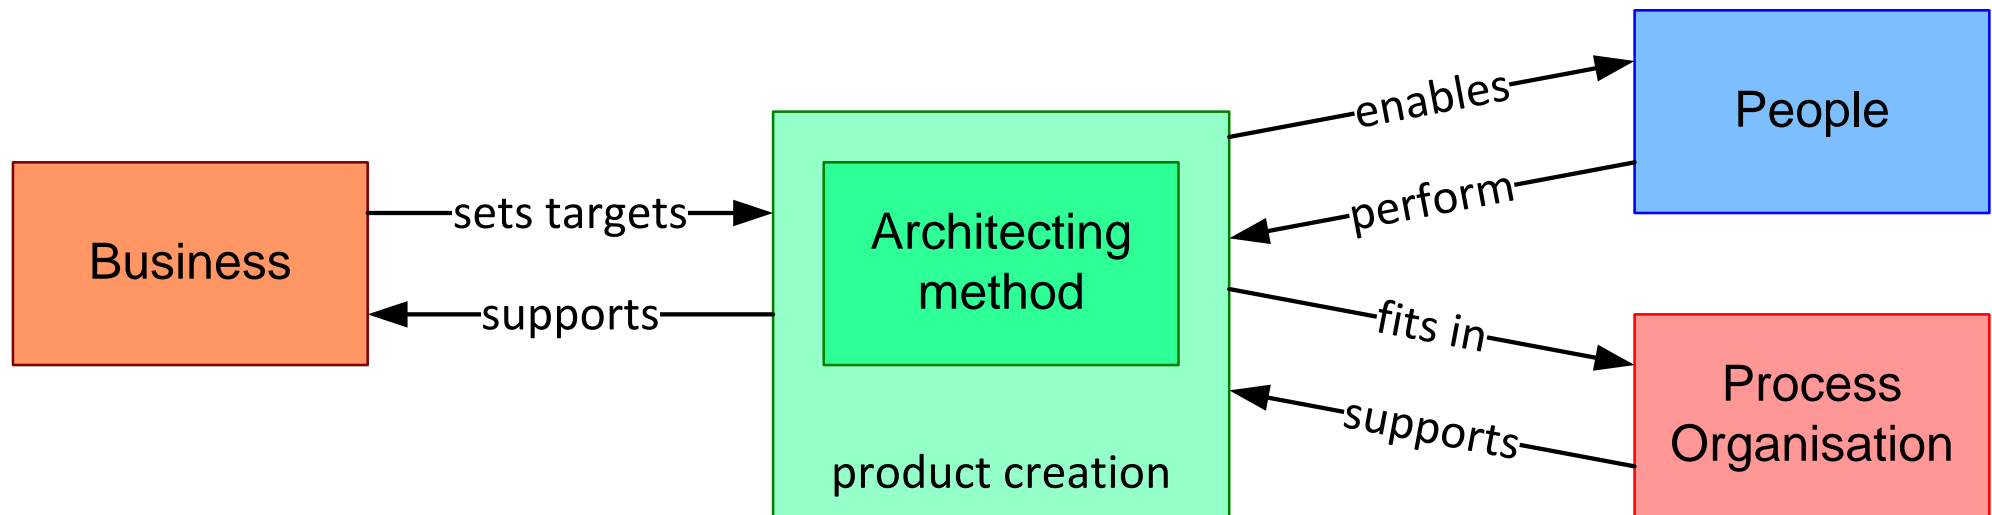 Business
sets targets
supports
Architecting
method
product creation
enables
perform
fits in
supports
People
Process
Organisation